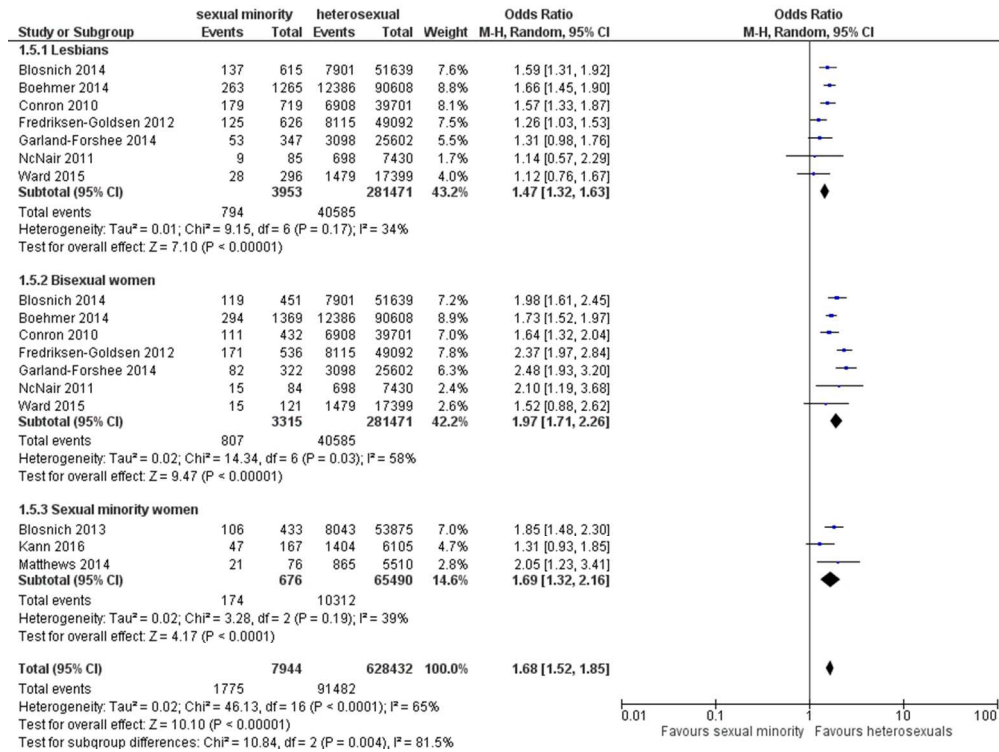 sexual minority heterosexual Odds Ratio Odds Ratio
Study or Subgroup Events Total Events Total Weight M-H, Random, 95% CI M-H, Random, 95% CI
1.5.1 Lesbians
Blosnich 2014 137 615 7901 51639 7.6% 1.59 [1.31, 1.92]
Boehmer 2014 263 1265 12386 90608 8.8% 1.66 [1.45, 1.90]
Conron 2010 179 719 6908 39701 8.1% 1.57 [1.33, 1.87]
Fredriksen-Goldsen 2012 125 626 8115 49092 7.5% 1.26 [1.03, 1.53]
Garland-Forshee 2014 53 347 3098 25602 5.5% 1.31 [0.98, 1.76]
NcNair 2011 9 85 698 7430 1.7% 1.14 [0.57, 2.29]
Ward 2015 28 296 1479 17399 4.0% 1.12 [0.76, 1.67]
Subtotal (95% CI) 3953 281471 43.2% 1.47 [1.32, 1.63]
Total events 794 40585
Heterogeneity: Tau² = 0.01; Chi² = 9.15, df = 6 (P = 0.17); I² = 34%
Test for overall effect: Z = 7.10 (P < 0.00001)
1.5.2 Bisexual women
Blosnich 2014 119 451 7901 51639 7.2% 1.98 [1.61, 2.45]
Boehmer 2014 294 1369 12386 90608 8.9% 1.73 [1.52, 1.97]
Conron 2010 111 432 6908 39701 7.0% 1.64 [1.32, 2.04]
Fredriksen-Goldsen 2012 171 536 8115 49092 7.8% 2.37 [1.97, 2.84]
Garland-Forshee 2014 82 322 3098 25602 6.3% 2.48 [1.93, 3.20]
NcNair 2011 15 84 698 7430 2.4% 2.10 [1.19, 3.68]
Ward 2015 15 121 1479 17399 2.6% 1.52 [0.88, 2.62]
Subtotal (95% CI) 3315 281471 42.2% 1.97 [1.71, 2.26]
Total events 807 40585
Heterogeneity: Tau² = 0.02; Chi² = 14.34, df = 6 (P = 0.03); I² = 58%
Test for overall effect: Z = 9.47 (P < 0.00001)
1.5.3 Sexual minority women
Blosnich 2013 106 433 8043 53875 7.0% 1.85 [1.48, 2.30]
Kann 2016 47 167 1404 6105 4.7% 1.31 [0.93, 1.85]
Matthews 2014 21 76 865 5510 2.8% 2.05 [1.23, 3.41]
Subtotal (95% CI) 676 65490 14.6% 1.69 [1.32, 2.16]
Total events 174 10312
Heterogeneity: Tau² = 0.02; Chi² = 3.28, df = 2 (P = 0.19); I² = 39%
Test for overall effect: Z = 4.17 (P < 0.0001)
Total (95% CI) 7944 628432 100.0% 1.68 [1.52, 1.85]
Total events 1775 91482
Heterogeneity: Tau² = 0.02; Chi² = 46.13, df = 16 (P < 0.0001); I² = 65%
Test for overall effect: Z = 10.10 (P < 0.00001)
Test for subgroup differences: Chi² = 10.84, df = 2 (P = 0.004), I² = 81.5%
0.01 0.1 1 10 100
Favours sexual minority Favours heterosexuals